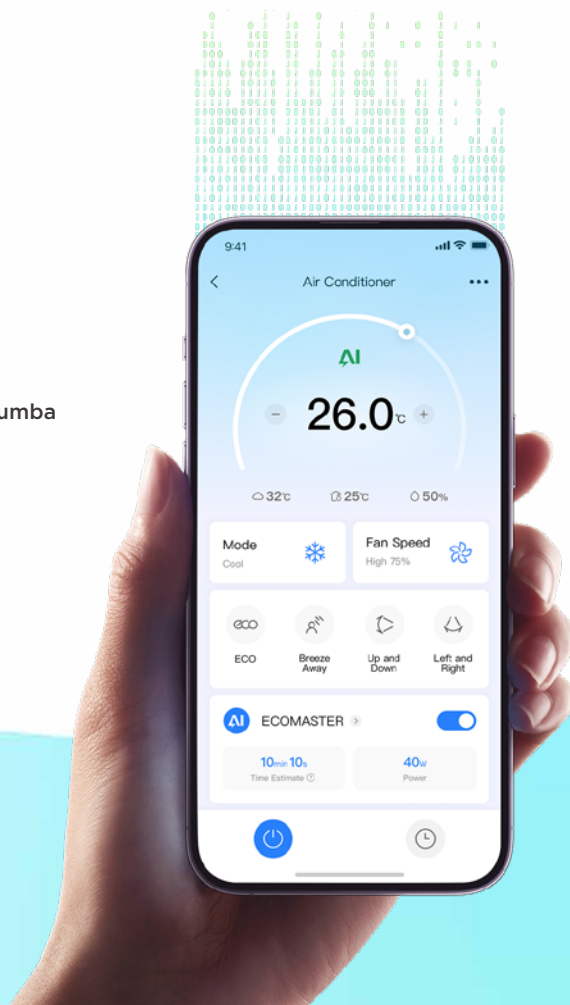 umba
9:41
Air Conditioner
AI
26.0℃
32℃ 25℃ 50%
Mode
Cool
Fan Speed
High 75%
ECO
Breeze
Away
Up and
Down
Left and
Right
AI ECOMASTER
10min 10s
Time Estimate
40W
Power